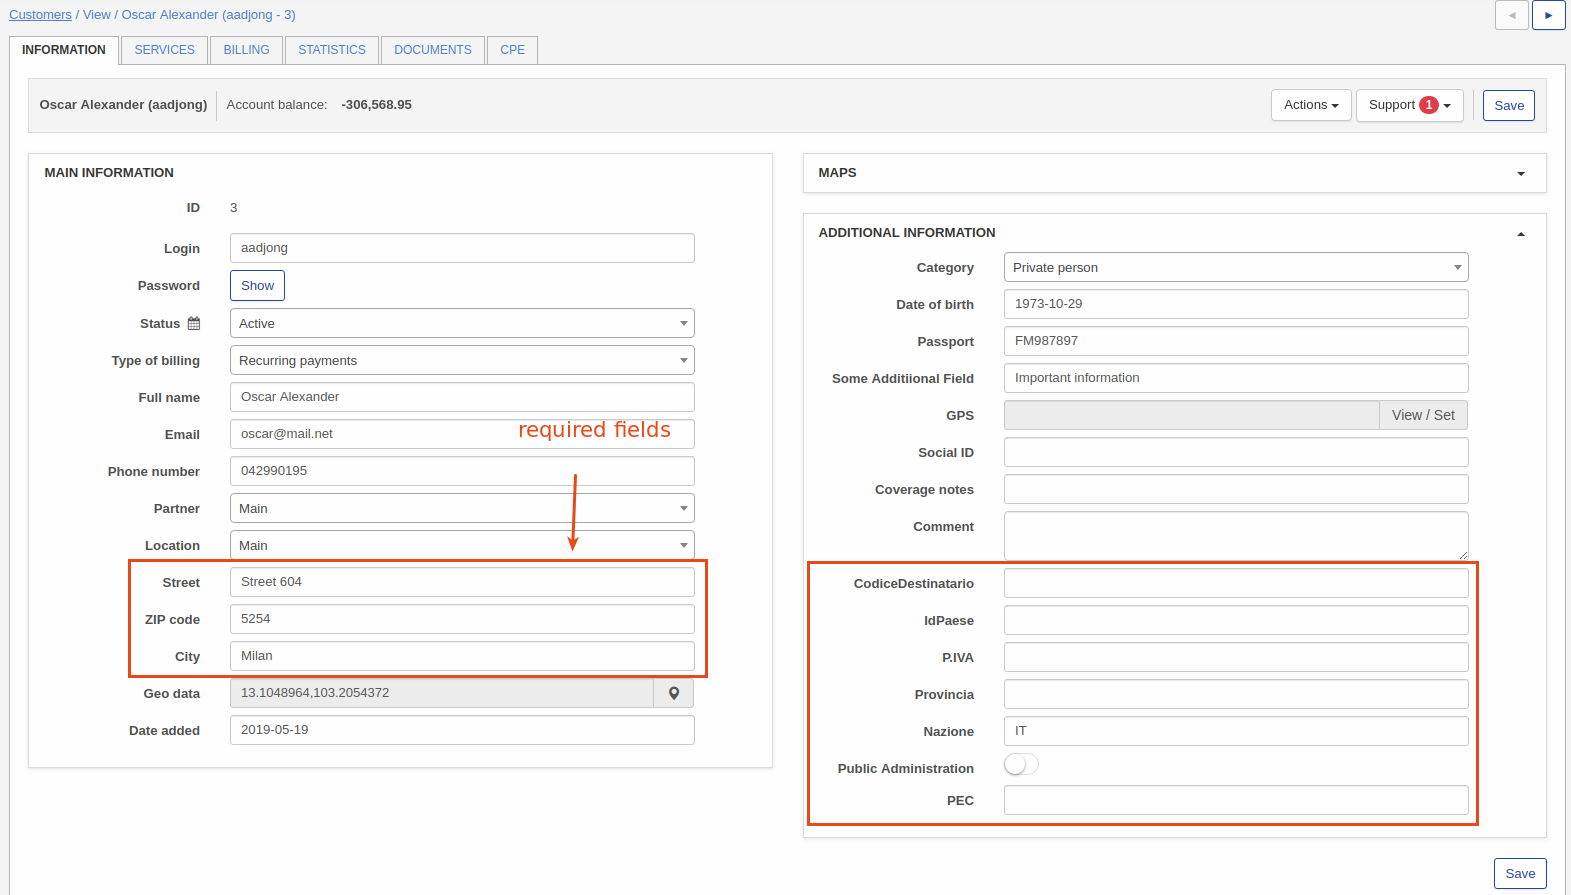 Customers / View / Oscar Alexander (aadjong - 3)
INFORMATION SERVICES BILLING STATISTICS DOCUMENTS CPE
Oscar Alexander (aadjong) Account balance: -306,568.95 Actions Support 1 Save
MAIN INFORMATION
ID 3
Login aadjong
Password Show
Status Active
Type of billing Recurring payments
Full name Oscar Alexander
Email oscar@mail.net
required fields
Phone number 042990195
Partner Main
Location Main
Street Street 604
ZIP code 5254
City Milan
Geo data 13.1048964,103.2054372
Date added 2019-05-19
MAPS
ADDITIONAL INFORMATION
Category Private person
Date of birth 1973-10-29
Passport FM987897
Some Additiional Field Important information
GPS View / Set
Social ID
Coverage notes
Comment
CodiceDestinatario
IdPaese
P.IVA
Provincia
Nazione IT
Public Administration
PEC
Save